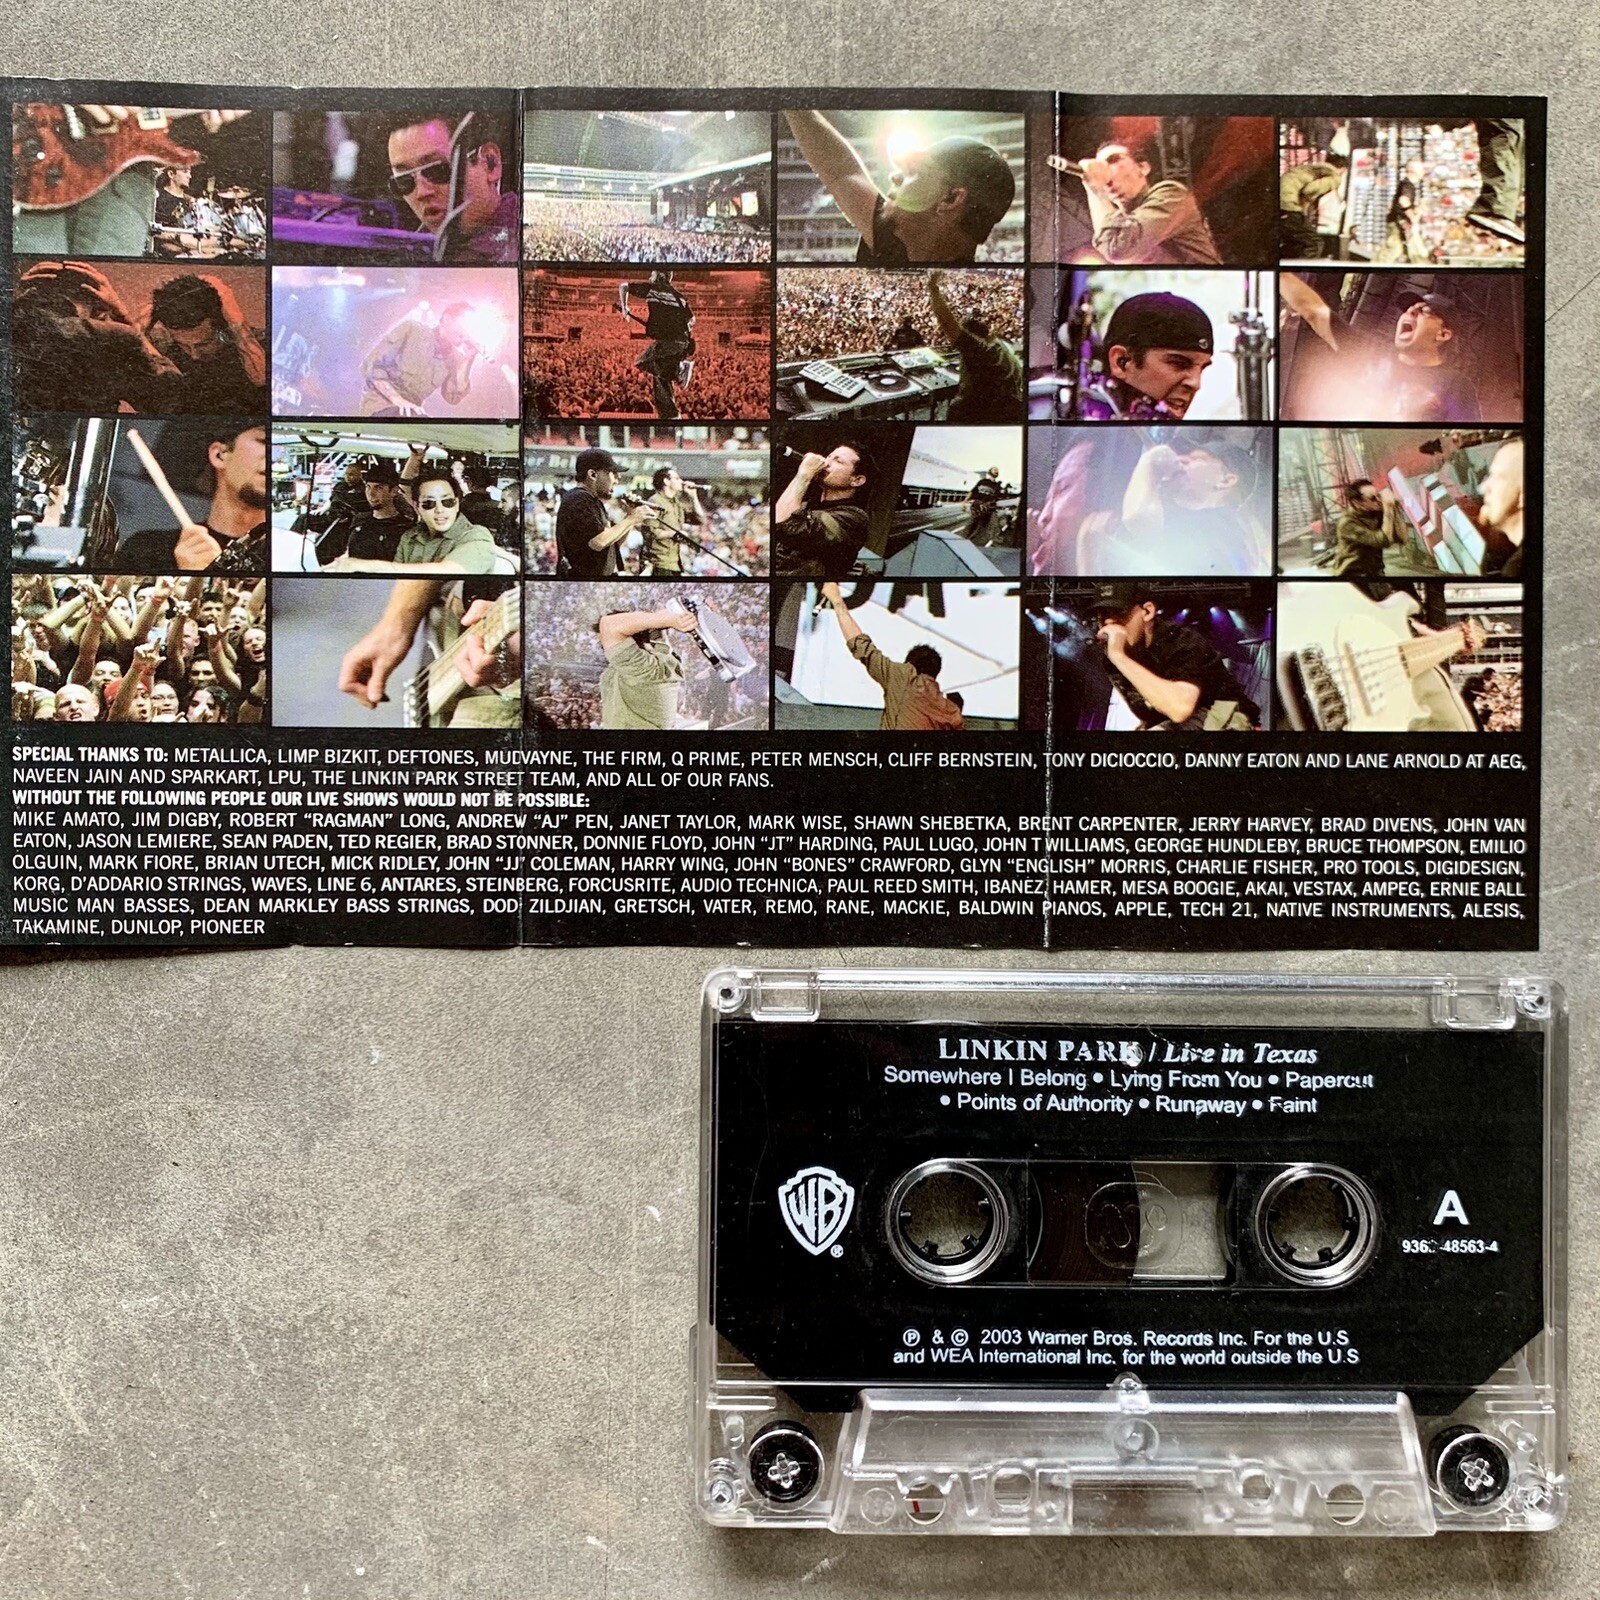 SPECIAL THANKS TO: METALLICA, LIMP BIZKIT, DEFTONES, MUDVAYNE, THE FIRM, Q PRIME, PETER MENSCH, CLIFF BERNSTEIN, TONY DICIOCCIO, DANNY EATON AND LANE ARNOLD AT AEG,
NAVEEN JAIN AND SPARKART, LPU, THE LINKIN PARK STREET TEAM, AND ALL OF OUR FANS.
WITHOUT THE FOLLOWING PEOPLE OUR LIVE SHOWS WOULD NOT BE POSSIBLE:
MIKE AMATO, JIM DIGBY, ROBERT “RAGMAN” LONG, ANDREW “AJ” PEN, JANET TAYLOR, MARK WISE, SHAWN SHEBETKA, BRENT CARPENTER, JERRY HARVEY, BRAD DIVENS, JOHN VAN
EATON, JASON LEMIERE, SEAN PADEN, TED REGIER, BRAD STONNER, DONNIE FLOYD, JOHN “JT” HARDING, PAUL LUGO, JOHN T WILLIAMS, GEORGE HUNDLEBY, BRUCE THOMPSON, EMILIO
OLGUIN, MARK FIORE, BRIAN UTECH, MICK RIDLEY, JOHN “JJ” COLEMAN, HARRY WING, JOHN “BONES” CRAWFORD, GLYN “ENGLISH” MORRIS, CHARLIE FISHER, PRO TOOLS, DIGIDESIGN,
KORG, D'ADDARIO STRINGS, WAVES, LINE 6, ANTARES, STEINBERG, FORCUSRITE, AUDIO TECHNICA, PAUL REED SMITH, IBANEZ, HAMER, MESA BOOGIE, AKAI, VESTAX, AMPEG, ERNIE BALL
MUSIC MAN BASSES, DEAN MARKLEY BASS STRINGS, DOD, ZILDJIAN, GRETSCH, VATER, REMO, RANE, MACKIE, BALDWIN PIANOS, APPLE, TECH 21, NATIVE INSTRUMENTS, ALESIS,
TAKAMINE, DUNLOP, PIONEER
LINKIN PARK / Live in Texas
Somewhere I Belong • Lying From You • Papercut
• Points of Authority • Runaway • Faint
WB ®
A
48563-4
Ⓟ & © 2003 Warner Bros. Records Inc. For the U.S
and WEA International Inc. for the world outside the U.S